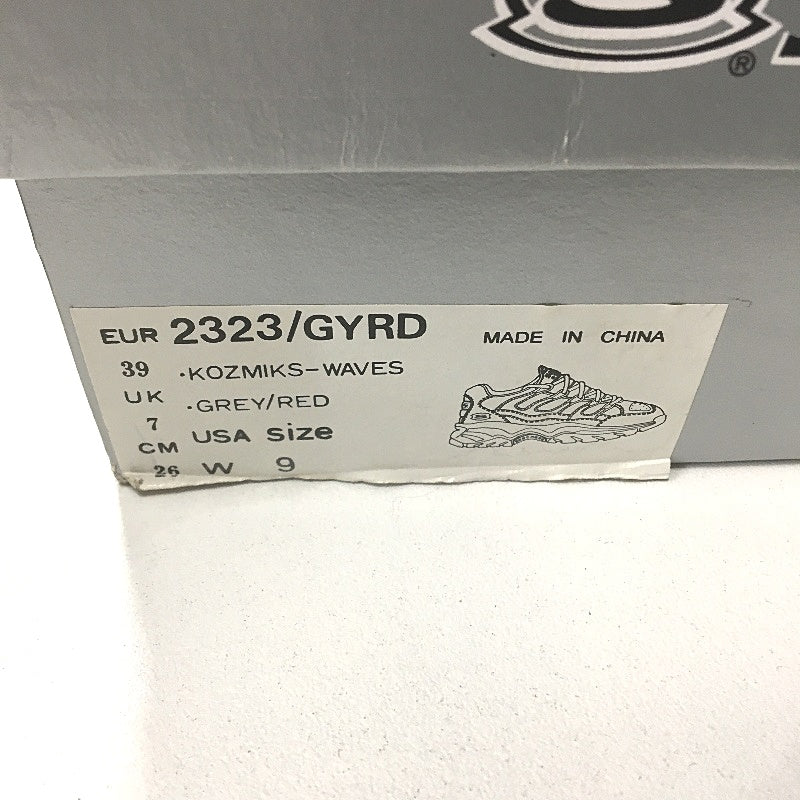 ®
EUR 2323/GYRD
MADE IN CHINA
39 ·KOZMIKS-WAVES
UK ·GREY/RED
7
CM USA size
26 W 9